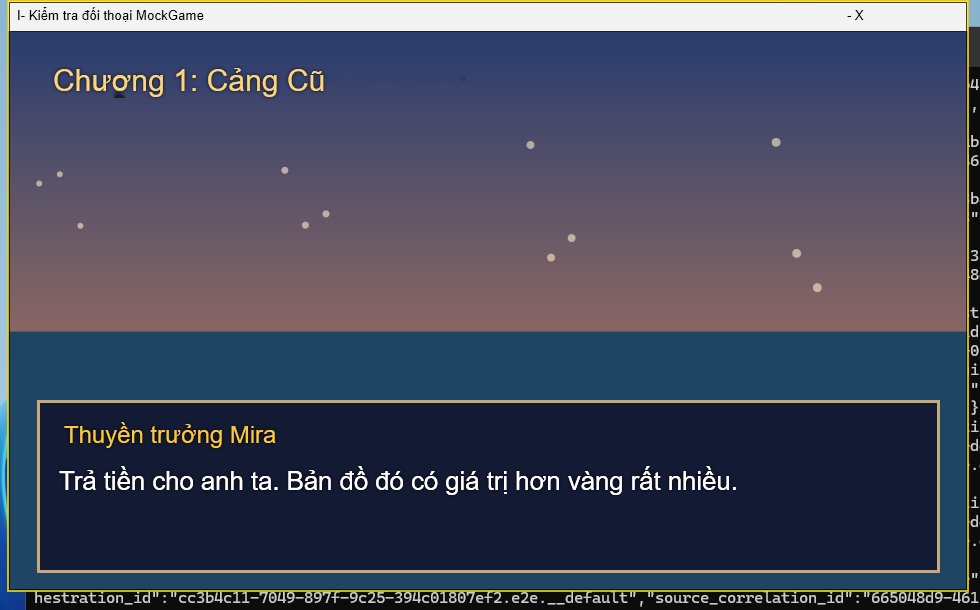 I- Kiểm tra đối thoại MockGame - X
Chương 1: Cảng Cũ
Thuyền trưởng Mira
Trả tiền cho anh ta. Bản đồ đó có giá trị hơn vàng rất nhiều.
hestration_id":"cc3b4c11-7049-897f-9c25-394c01807ef2.e2e.__default","source_correlation_id":"665048d9-461